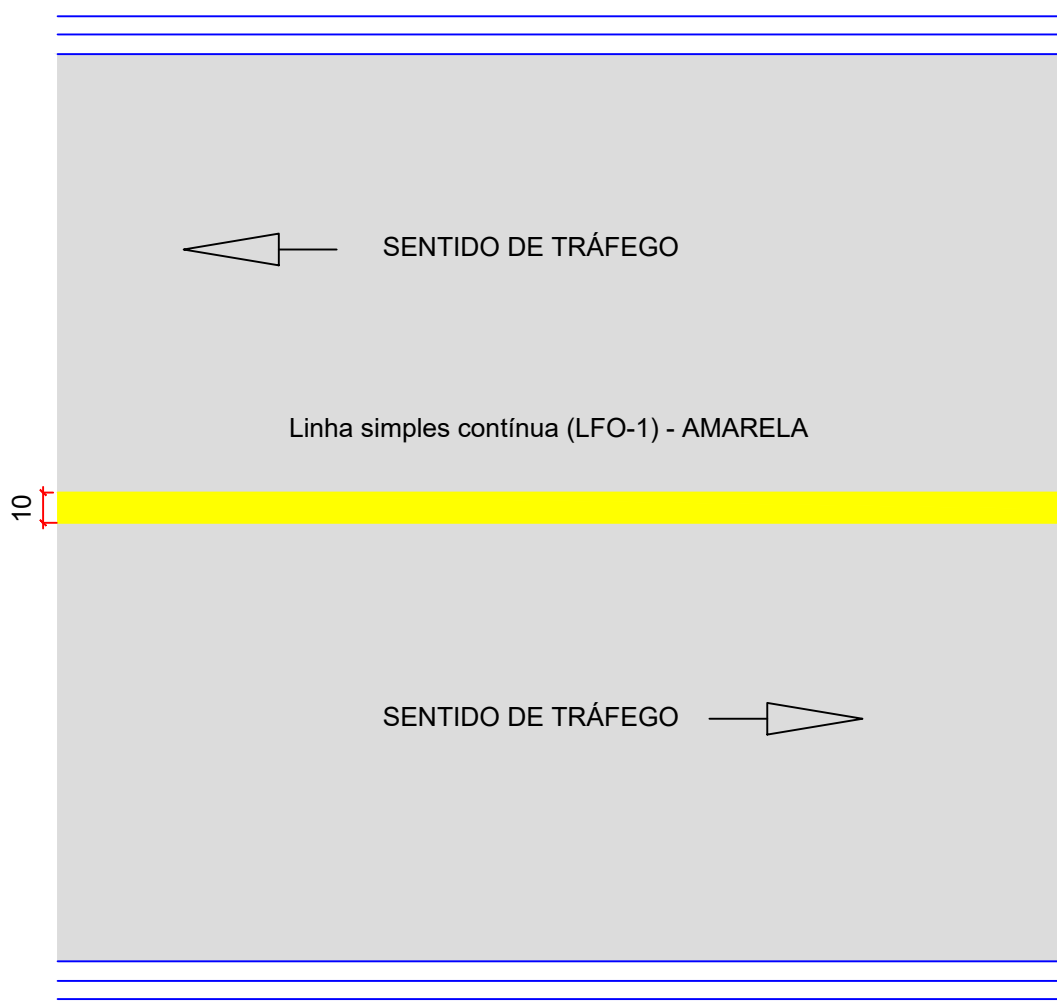 SENTIDO DE TRÁFEGO
Linha simples contínua (LFO-1) - AMARELA
10
SENTIDO DE TRÁFEGO